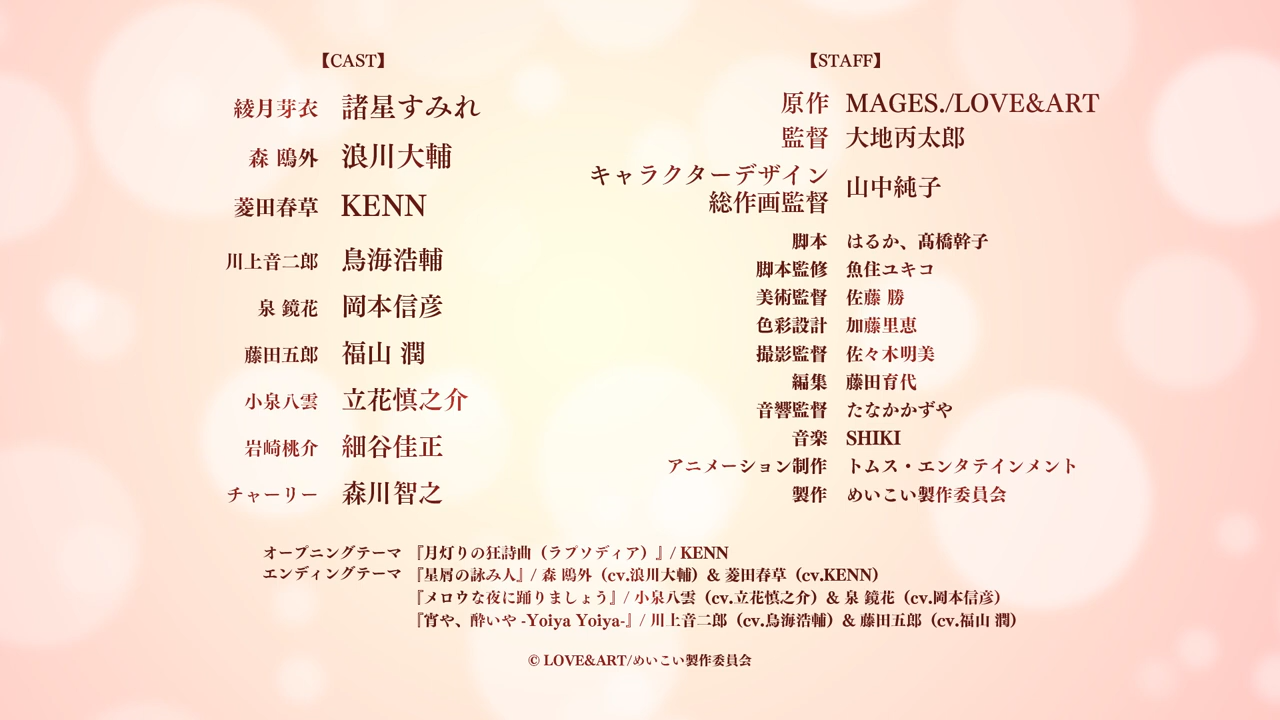 【CAST】
綾月芽衣 諸星すみれ
森 鴎外 浪川大輔
菱田春草 KENN
川上音二郎 鳥海浩輔
泉 鏡花 岡本信彦
藤田五郎 福山 潤
小泉八雲 立花慎之介
岩崎桃介 細谷佳正
チャーリー 森川智之
【STAFF】
原作 MAGES./LOVE&ART
監督 大地丙太郎
キャラクターデザイン
総作画監督 山中純子
脚本 はるか、髙橋幹子
脚本監修 魚住ユキコ
美術監督 佐藤 勝
色彩設計 加藤里恵
撮影監督 佐々木明美
編集 藤田育代
音響監督 たなかかずや
音楽 SHIKI
アニメーション制作 トムス・エンタテインメント
製作 めいこい製作委員会
オープニングテーマ 『月灯りの狂詩曲（ラプソディア）』/ KENN
エンディングテーマ 『星屑の詠み人』/ 森 鴎外（cv.浪川大輔）& 菱田春草（cv.KENN）
『メロウな夜に踊りましょう』/ 小泉八雲（cv.立花慎之介）& 泉 鏡花（cv.岡本信彦）
『宵や、酔いや -Yoiya Yoiya-』/ 川上音二郎（cv.鳥海浩輔）& 藤田五郎（cv.福山 潤）
© LOVE&ART/めいこい製作委員会